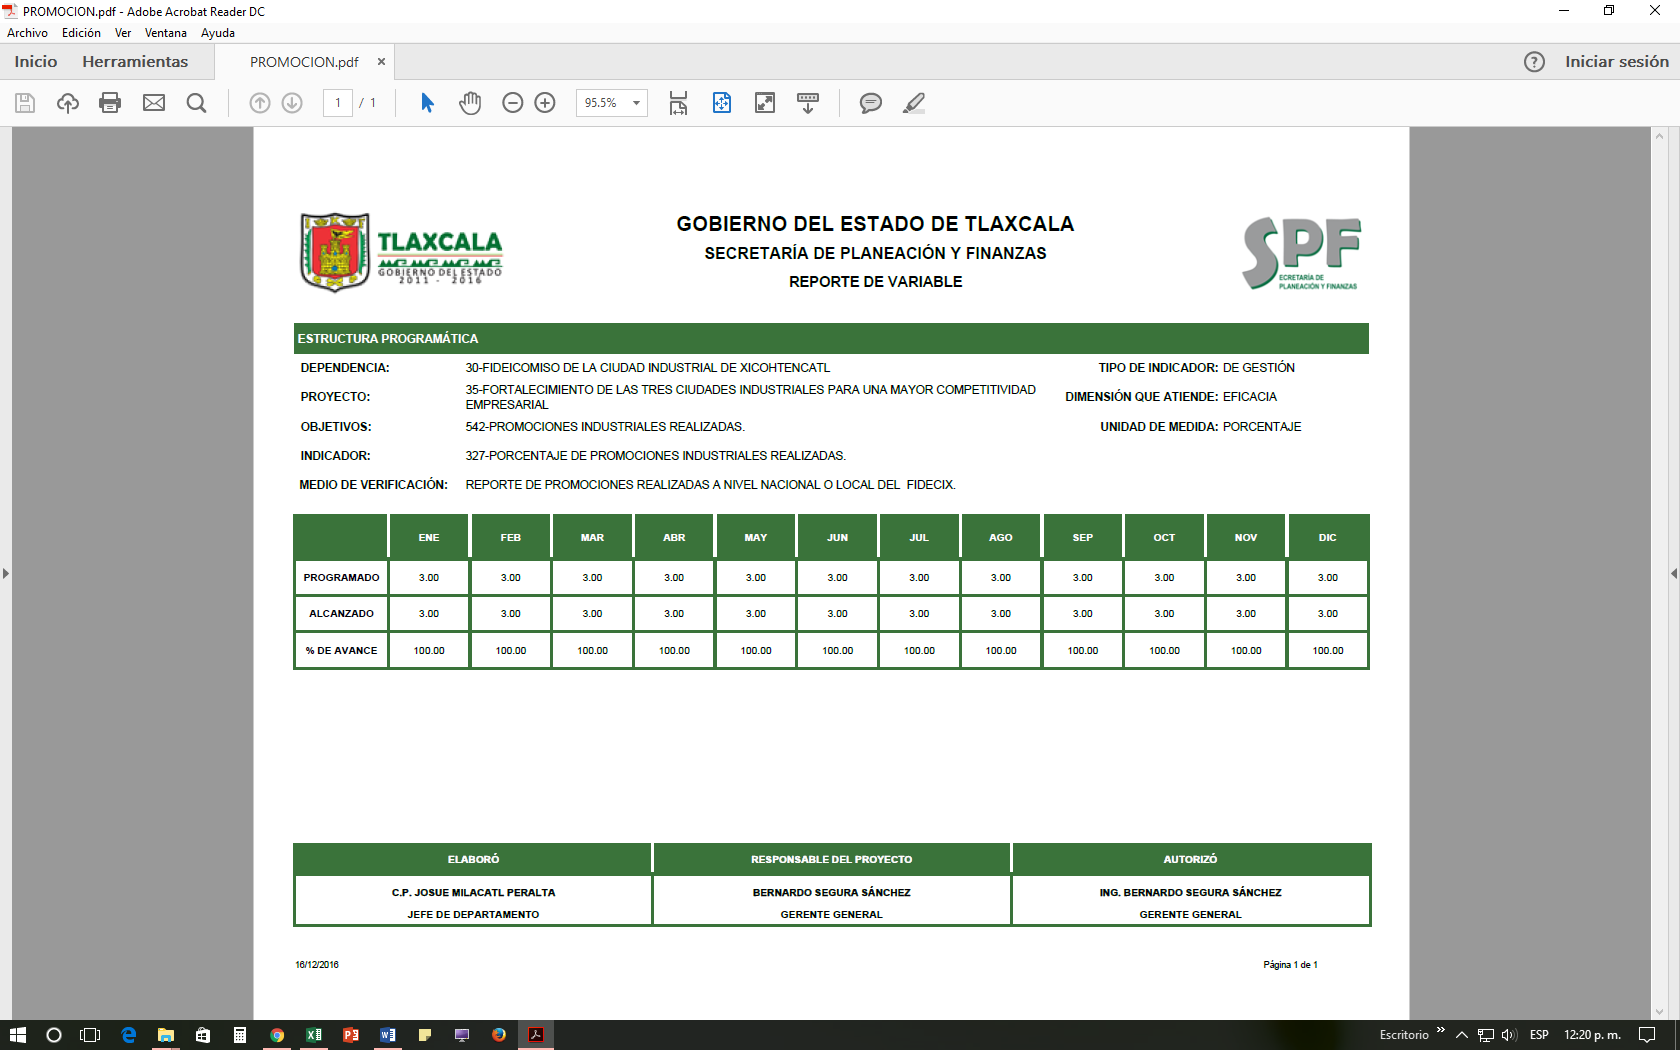 PROMOCION.pdf - Adobe Acrobat Reader DC
Archivo Edición Ver Ventana Ayuda
Inicio Herramientas PROMOCION.pdf × ? Iniciar sesión
1 / 1 95.5%
TLAXCALA
GOBIERNO DEL ESTADO
2011 - 2016
GOBIERNO DEL ESTADO DE TLAXCALA
SECRETARÍA DE PLANEACIÓN Y FINANZAS
REPORTE DE VARIABLE
SPF
ECRETARÍA DE
PLANEACIÓN Y FINANZAS
ESTRUCTURA PROGRAMÁTICA
DEPENDENCIA: 30-FIDEICOMISO DE LA CIUDAD INDUSTRIAL DE XICOHTENCATL TIPO DE INDICADOR: DE GESTIÓN
PROYECTO: 35-FORTALECIMIENTO DE LAS TRES CIUDADES INDUSTRIALES PARA UNA MAYOR COMPETITIVIDAD
EMPRESARIAL DIMENSIÓN QUE ATIENDE: EFICACIA
OBJETIVOS: 542-PROMOCIONES INDUSTRIALES REALIZADAS. UNIDAD DE MEDIDA: PORCENTAJE
INDICADOR: 327-PORCENTAJE DE PROMOCIONES INDUSTRIALES REALIZADAS.
MEDIO DE VERIFICACIÓN: REPORTE DE PROMOCIONES REALIZADAS A NIVEL NACIONAL O LOCAL DEL FIDECIX.
ENE FEB MAR ABR MAY JUN JUL AGO SEP OCT NOV DIC
PROGRAMADO 3.00 3.00 3.00 3.00 3.00 3.00 3.00 3.00 3.00 3.00 3.00 3.00
ALCANZADO 3.00 3.00 3.00 3.00 3.00 3.00 3.00 3.00 3.00 3.00 3.00 3.00
% DE AVANCE 100.00 100.00 100.00 100.00 100.00 100.00 100.00 100.00 100.00 100.00 100.00 100.00
ELABORÓ RESPONSABLE DEL PROYECTO AUTORIZÓ
C.P. JOSUE MILACATL PERALTA BERNARDO SEGURA SÁNCHEZ ING. BERNARDO SEGURA SÁNCHEZ
JEFE DE DEPARTAMENTO GERENTE GENERAL GERENTE GENERAL
16/12/2016 Página 1 de 1
Escritorio » ESP 12:20 p. m.